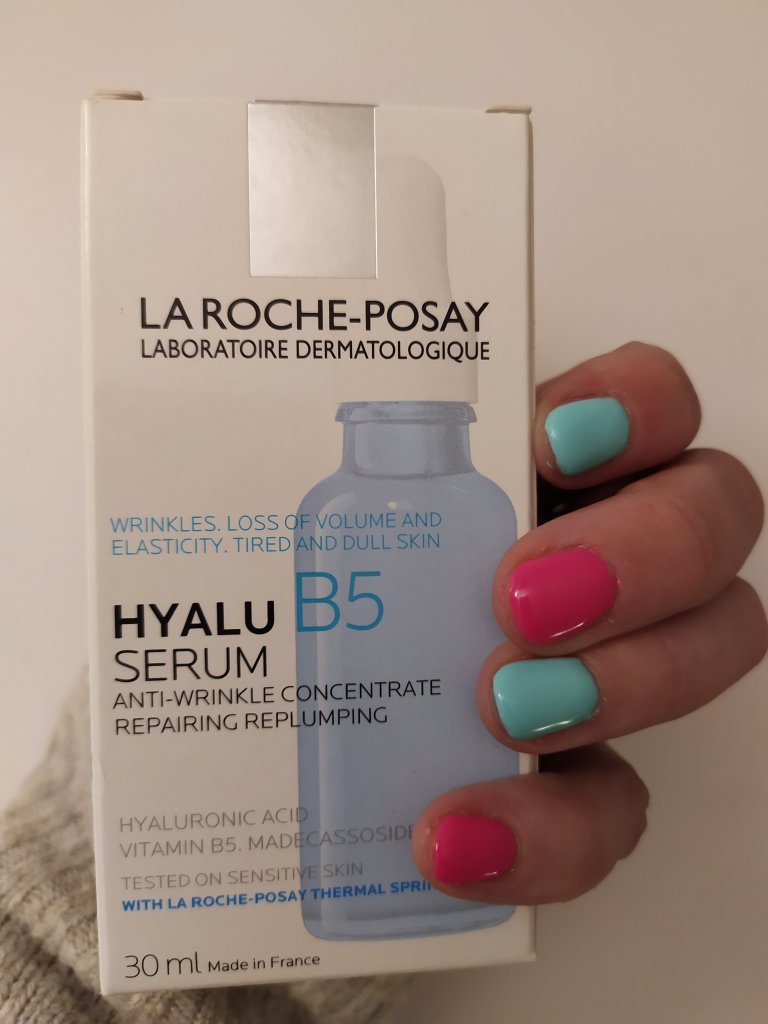 LA ROCHE-POSAY
LABORATOIRE DERMATOLOGIQUE
WRINKLES. LOSS OF VOLUME AND
ELASTICITY. TIRED AND DULL SKIN
HYALU B5
SERUM
ANTI-WRINKLE CONCENTRATE
REPAIRING REPLUMPING
HYALURONIC ACID
VITAMIN B5. MADECASSOSIDE
TESTED ON SENSITIVE SKIN
WITH LA ROCHE-POSAY THERMAL
30 ml Made in France